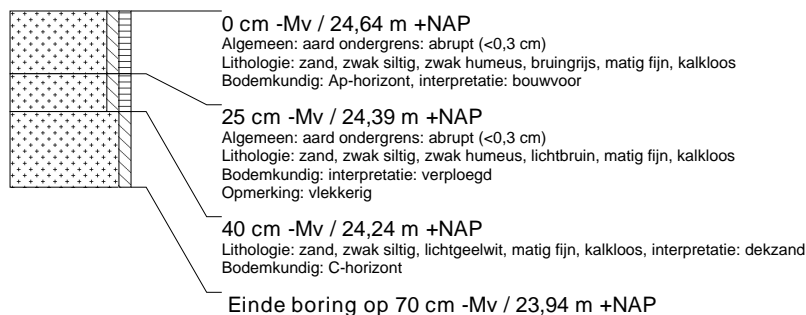 0 cm -Mv / 24,64 m +NAP
Algemeen: aard ondergrens: abrupt (<0,3 cm)
Lithologie: zand, zwak siltig, zwak humeus, bruingrijs, matig fijn, kalkloos
Bodemkundig: Ap-horizont, interpretatie: bouwvoor
25 cm -Mv / 24,39 m +NAP
Algemeen: aard ondergrens: abrupt (<0,3 cm)
Lithologie: zand, zwak siltig, zwak humeus, lichtbruin, matig fijn, kalkloos
Bodemkundig: interpretatie: verploegd
Opmerking: vlekkerig
40 cm -Mv / 24,24 m +NAP
Lithologie: zand, zwak siltig, lichtgeelwit, matig fijn, kalkloos, interpretatie: dekzand
Bodemkundig: C-horizont
Einde boring op 70 cm -Mv / 23,94 m +NAP